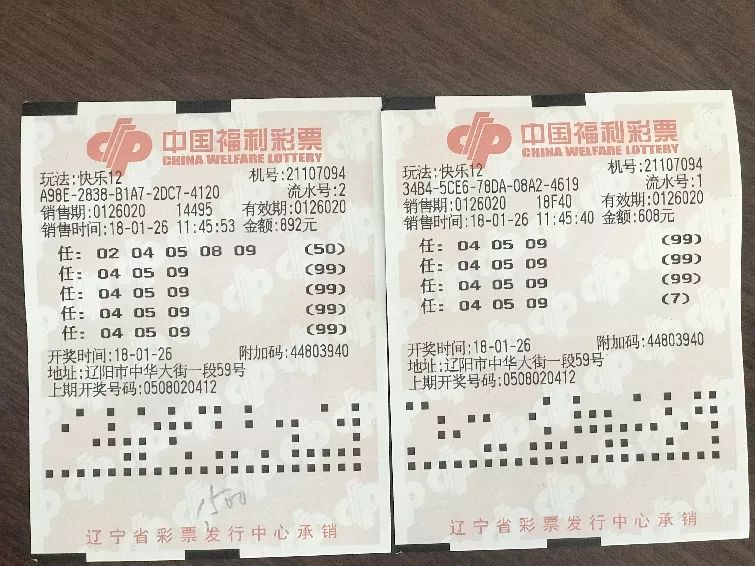 中国福利彩票
CHINA WELFARE LOTTERY
玩法:快乐12 机号:21107094
A98E-2838-B1A7-2DC7-4120 流水号:2
销售期:0126020 14495 有效期:0126020
销售时间:18-01-26 11:45:53 金额:892元
任: 02 04 05 08 09 (50)
任: 04 05 09 (99)
任: 04 05 09 (99)
任: 04 05 09 (99)
任: 04 05 09 (99)
开奖时间:18-01-26 附加码:44803940
地址:辽阳市中华大街一段59号
上期开奖号码:0508020412
1500
辽宁省彩票发行中心承销
中国福利彩票
CHINA WELFARE LOTTERY
玩法:快乐12 机号:21107094
34B4-5CE6-78DA-08A2-4619 流水号:1
销售期:0126020 18F40 有效期:0126020
销售时间:18-01-26 11:45:40 金额:608元
任: 04 05 09 (99)
任: 04 05 09 (99)
任: 04 05 09 (99)
任: 04 05 09 (7)
开奖时间:18-01-26 附加码:44803940
地址:辽阳市中华大街一段59号
上期开奖号码:0508020412
辽宁省彩票发行中心承销